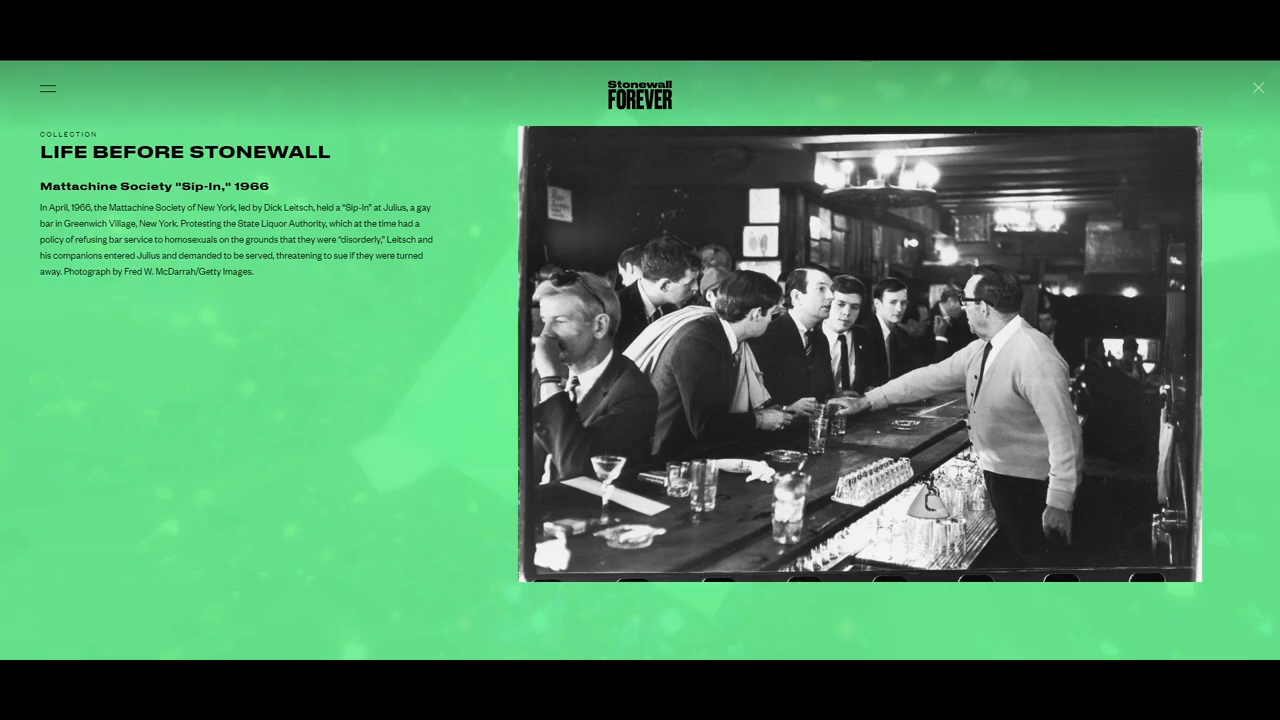 Stonewall
FOREVER
COLLECTION
LIFE BEFORE STONEWALL
Mattachine Society "Sip-In," 1966
In April, 1966, the Mattachine Society of New York, led by Dick Leitsch, held a “Sip-In” at Julius, a gay
bar in Greenwich Village, New York. Protesting the State Liquor Authority, which at the time had a
policy of refusing bar service to homosexuals on the grounds that they were “disorderly,” Leitsch and
his companions entered Julius and demanded to be served, threatening to sue if they were turned
away. Photograph by Fred W. McDarrah/Getty Images.